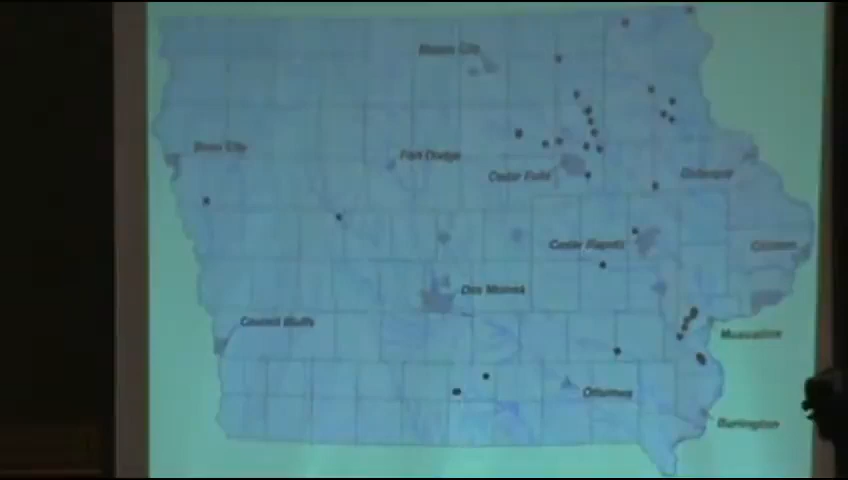 Mason City
Sioux City
Fort Dodge
Cedar Falls
Dubuque
Cedar Rapids
Clinton
Des Moines
Council Bluffs
Muscatine
Ottumwa
Burlington